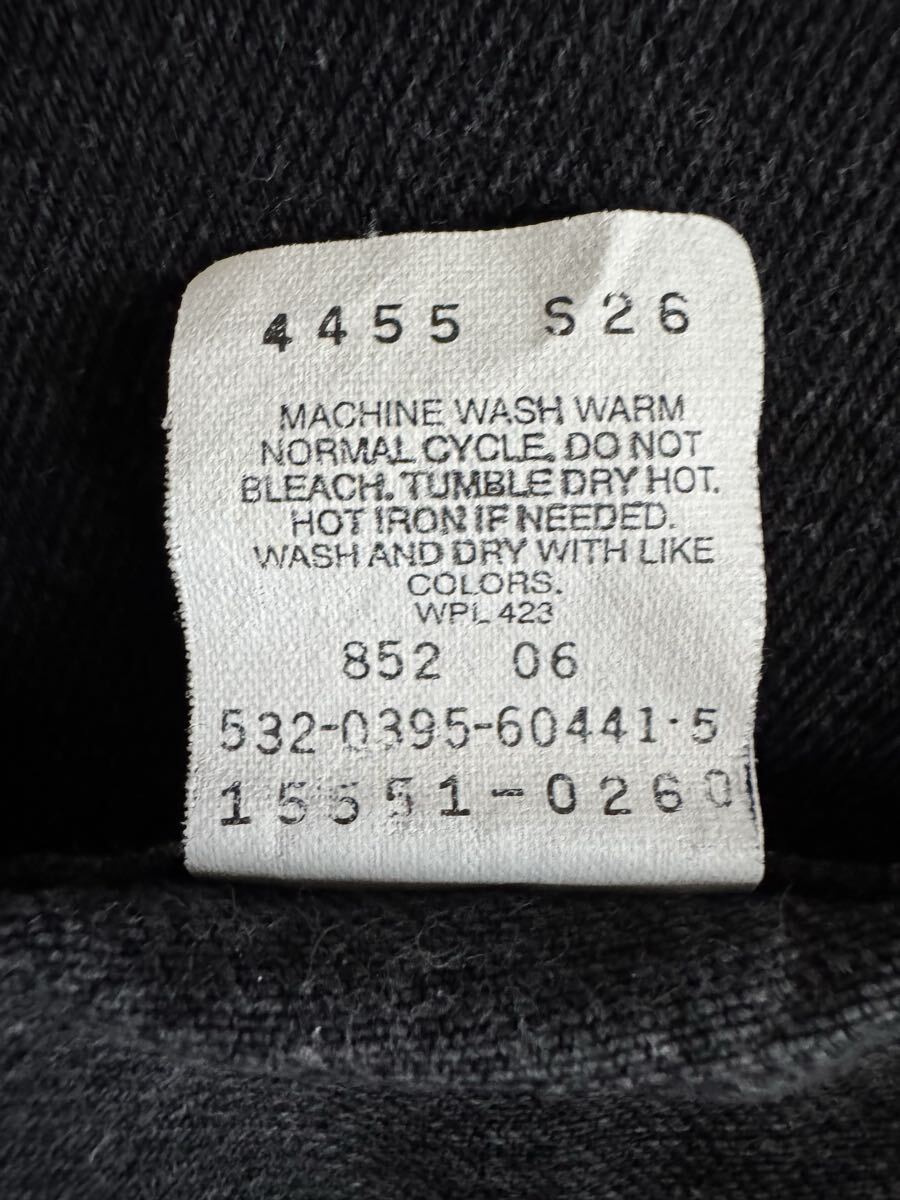 4455 S26
MACHINE WASH WARM
NORMAL CYCLE. DO NOT
BLEACH. TUMBLE DRY HOT.
HOT IRON IF NEEDED.
WASH AND DRY WITH LIKE
COLORS.
WPL 423
852 06
532-0395-60441-5
15551-0260